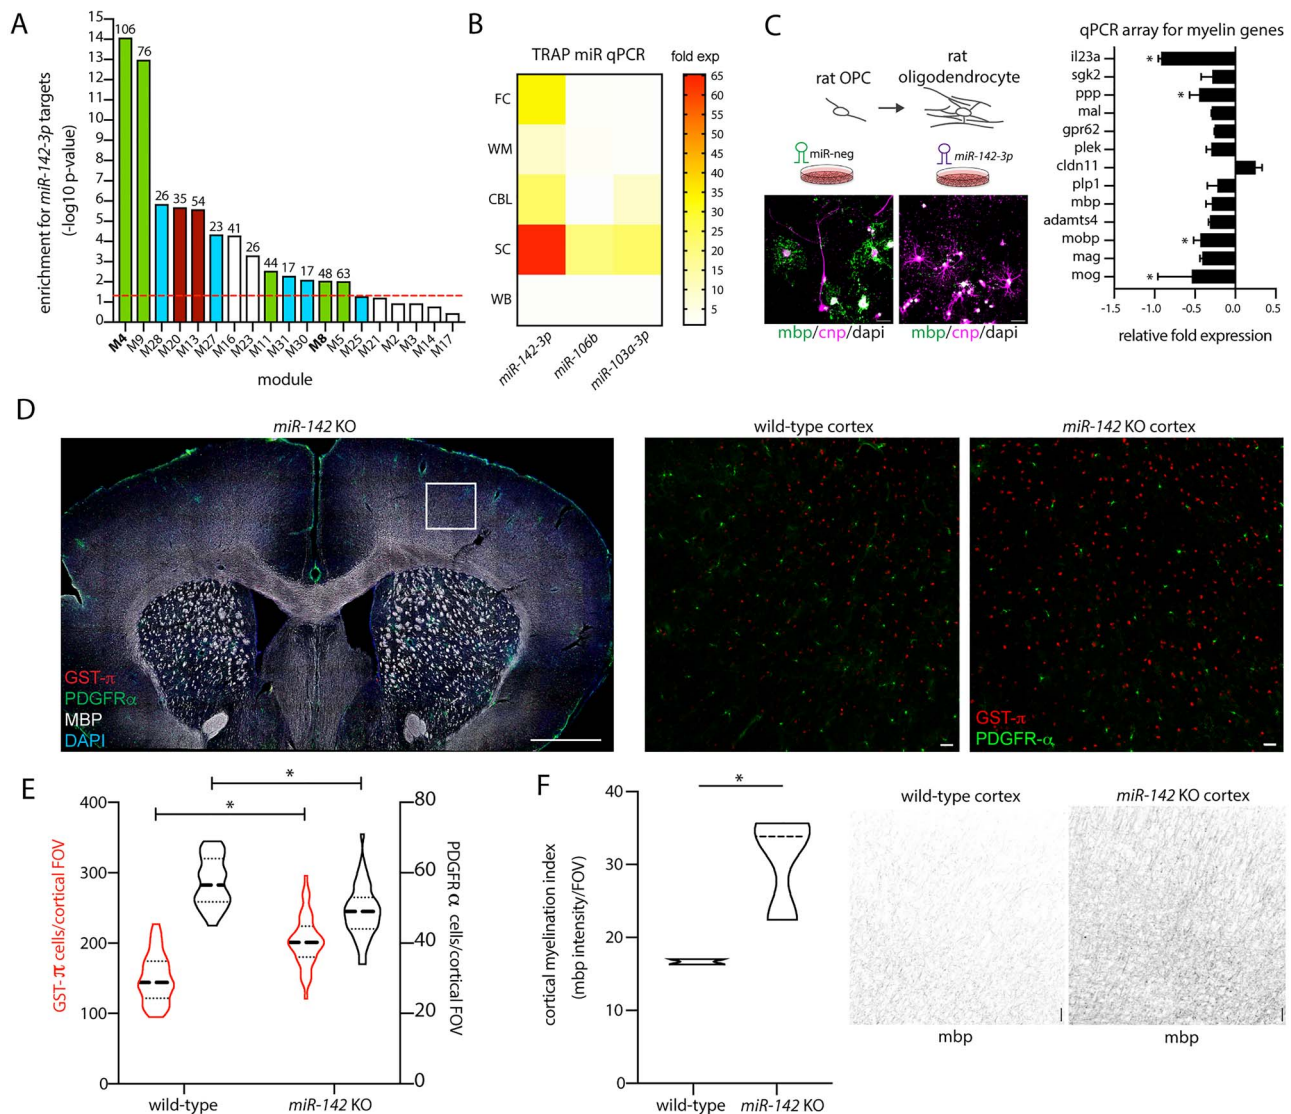 A
15
14
13
12
11
10
9
8
7
6
5
4
3
2
1
0
enrichment for miR-142-3p targets
(-log10 p-value)
106
76
26
35
54
23
41
26
44
17
17
48
63
M4
M9
M28
M20
M13
M27
M16
M23
M11
M31
M30
M8
M5
M25
M21
M2
M3
M14
M17
module
B
TRAP miR qPCR
fold exp
FC
WM
CBL
SC
WB
65
60
55
50
45
40
35
30
25
20
15
10
5
miR-142-3p
miR-106b
miR-103a-3p
C
rat OPC
rat
oligodendrocyte
miR-neg
miR-142-3p
mbp/cnp/dapi
mbp/cnp/dapi
qPCR array for myelin genes
il23a
sgk2
ppp
mal
gpr62
plek
cldn11
plp1
mbp
adamts4
mobp
mag
mog
*
*
*
*
-1.5
-1.0
-0.5
0.0
0.5
relative fold expression
D
miR-142 KO
GST-π
PDGFRα
MBP
DAPI
wild-type cortex
miR-142 KO cortex
GST-π
PDGFR-α
E
400
300
200
100
0
GST-π cells/cortical FOV
*
*
80
60
40
20
0
PDGFR α cells/cortical FOV
wild-type
miR-142 KO
F
40
30
20
10
0
cortical myelination index
(mbp intensity/FOV)
*
wild-type
miR-142 KO
wild-type cortex
miR-142 KO cortex
mbp
mbp